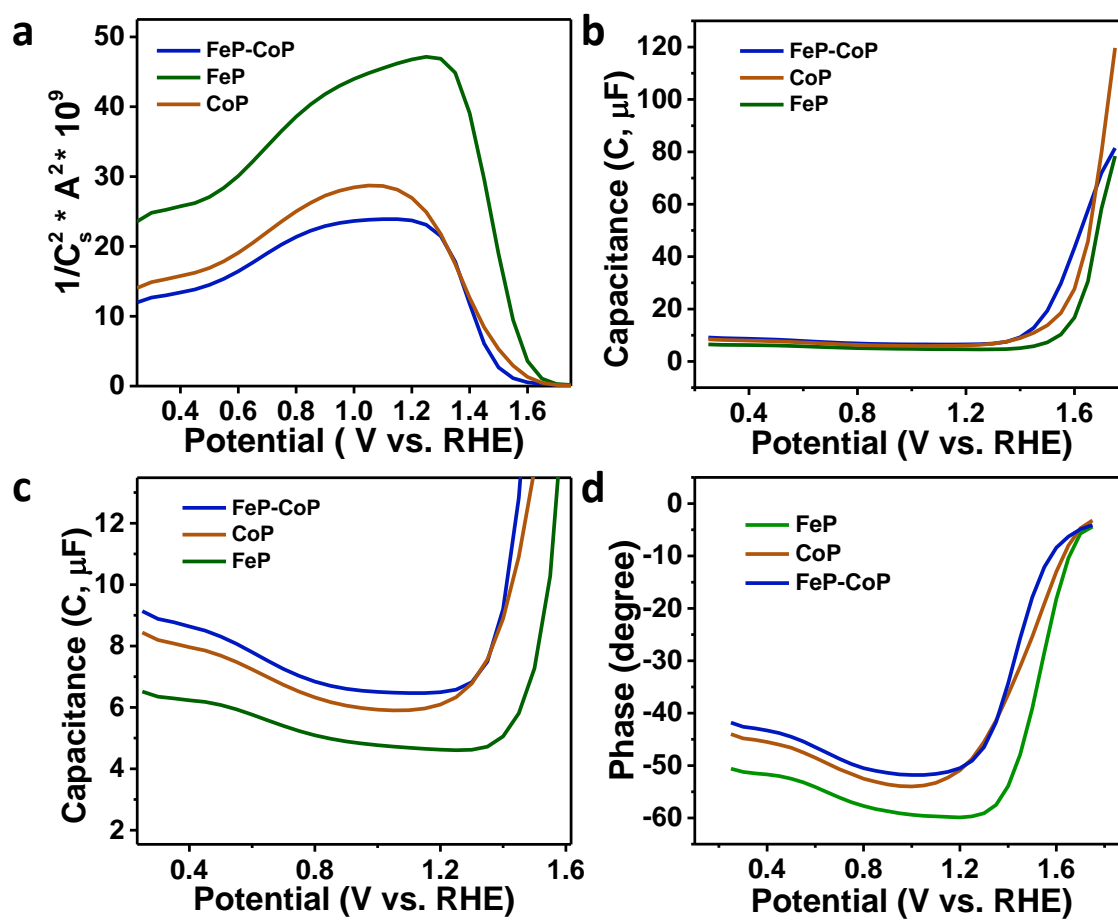 a
50
40
30
20
10
0
1/C²ₛ * A²* 10⁹
FeP-CoP
FeP
CoP
0.4 0.6 0.8 1.0 1.2 1.4 1.6
Potential ( V vs. RHE)
b
120
100
80
60
40
20
0
Capacitance (C, μF)
FeP-CoP
CoP
FeP
0.4 0.8 1.2 1.6
Potential (V vs. RHE)
c
12
10
8
6
4
2
Capacitance (C, μF)
FeP-CoP
CoP
FeP
0.4 0.8 1.2 1.6
Potential (V vs. RHE)
d
0
-10
-20
-30
-40
-50
-60
Phase (degree)
FeP
CoP
FeP-CoP
0.4 0.8 1.2 1.6
Potential (V vs. RHE)